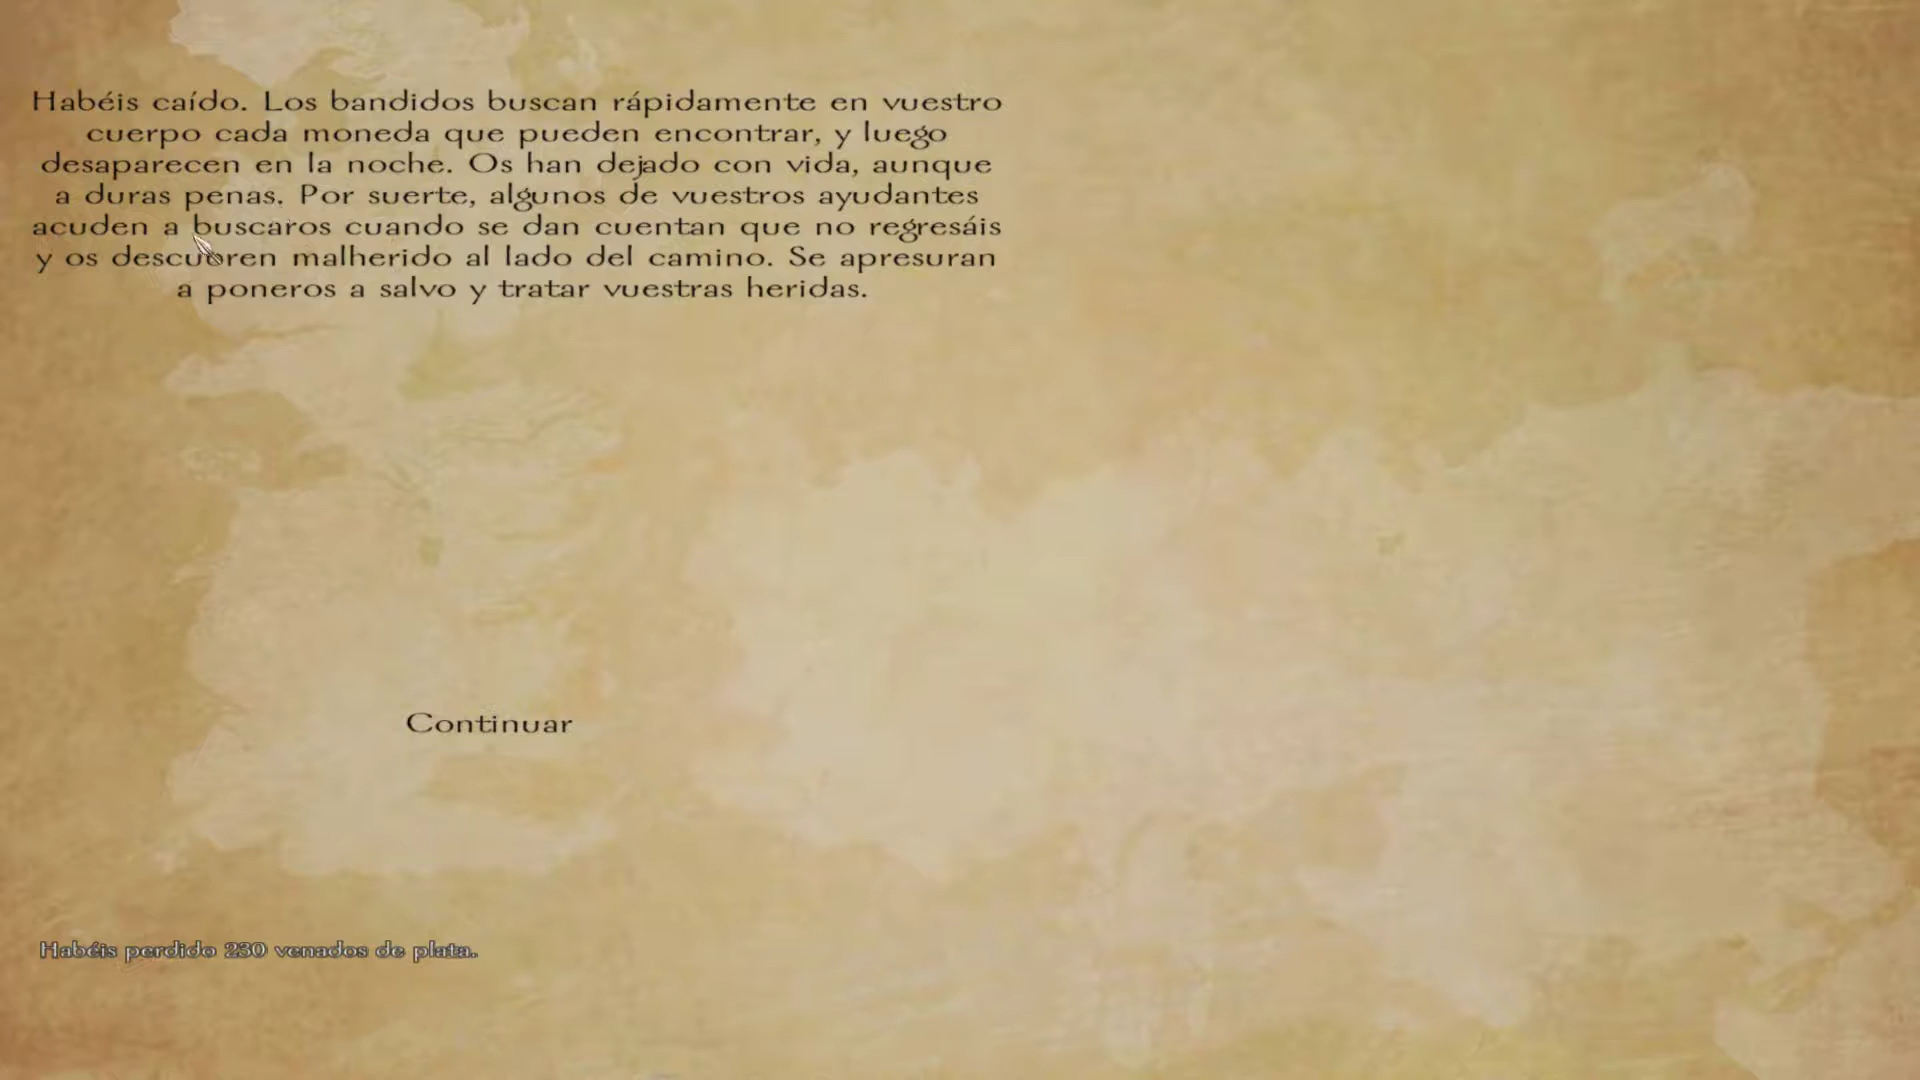 Habéis caído. Los bandidos buscan rápidamente en vuestro
cuerpo cada moneda que pueden encontrar, y luego
desaparecen en la noche. Os han dejado con vida, aunque
a duras penas. Por suerte, algunos de vuestros ayudantes
acuden a buscaros cuando se dan cuentan que no regresáis
y os descubren malherido al lado del camino. Se apresuran
a poneros a salvo y tratar vuestras heridas.
Continuar
Habéis perdido 230 venados de plata.